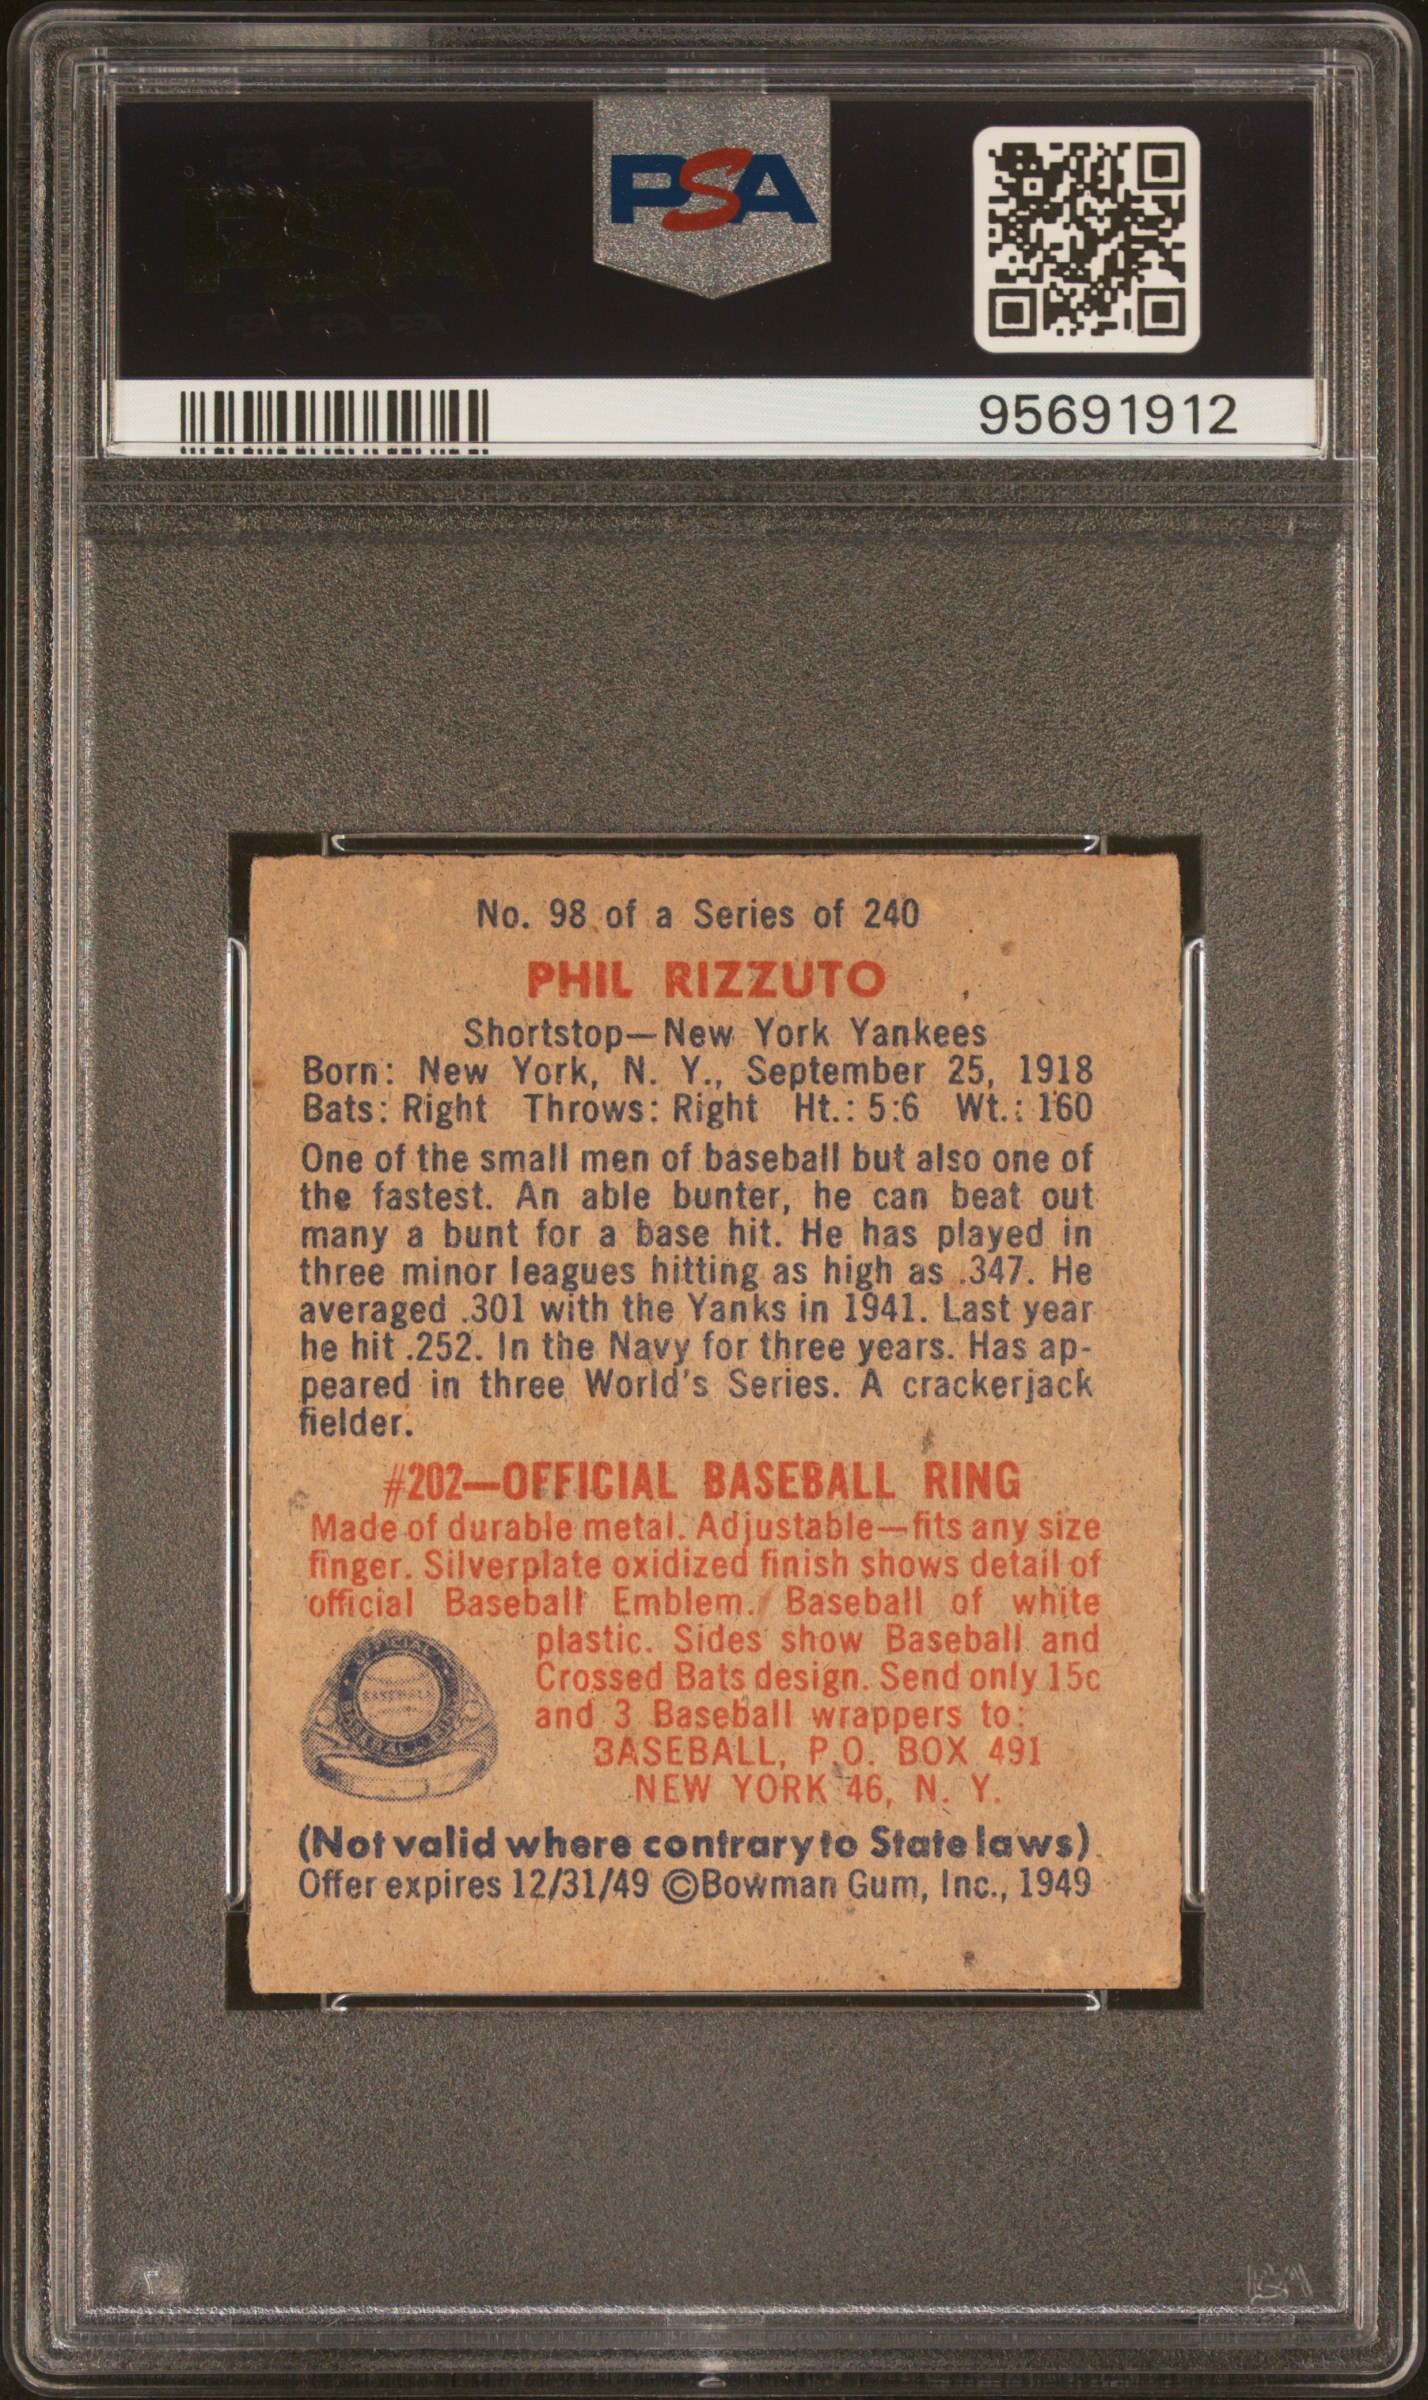 PSA
95691912
No. 98 of a Series of 240
PHIL RIZZUTO
Shortstop—New York Yankees
Born: New York, N. Y., September 25, 1918
Bats: Right Throws: Right Ht.: 5:6 Wt.: 160
One of the small men of baseball but also one of
the fastest. An able bunter, he can beat out
many a bunt for a base hit. He has played in
three minor leagues hitting as high as .347. He
averaged .301 with the Yanks in 1941. Last year
he hit .252. In the Navy for three years. Has ap-
peared in three World's Series. A crackerjack
fielder.
#202—OFFICIAL BASEBALL RING
Made of durable metal. Adjustable—fits any size
finger. Silverplate oxidized finish shows detail of
official Baseball Emblem. Baseball of white
plastic. Sides show Baseball and
Crossed Bats design. Send only 15c
and 3 Baseball wrappers to:
BASEBALL, P.O. BOX 491
NEW YORK 46, N. Y.
(Not valid where contrary to State laws)
Offer expires 12/31/49 ©Bowman Gum, Inc., 1949